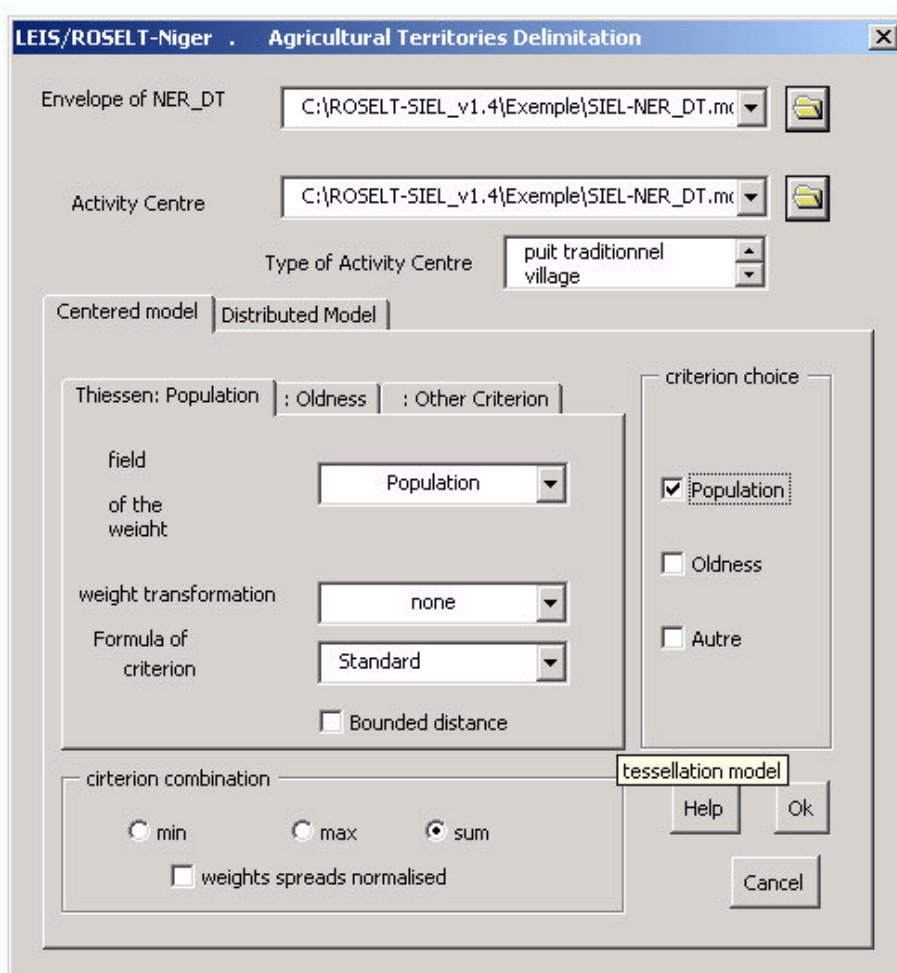 LEIS/ROSELT-Niger . Agricultural Territories Delimitation
Envelope of NER_DT
C:\ROSELT-SIEL_v1.4\Exemple\SIEL-NER_DT.mc
Activity Centre
C:\ROSELT-SIEL_v1.4\Exemple\SIEL-NER_DT.mc
Type of Activity Centre
puit traditionnel
village
Centered model
Distributed Model
Thiessen: Population
: Oldness
: Other Criterion
field
of the
weight
Population
weight transformation
none
Formula of
criterion
Standard
Bounded distance
criterion choice
Population
Oldness
Autre
tessellation model
cirterion combination
min
max
sum
weights spreads normalised
Help
Ok
Cancel